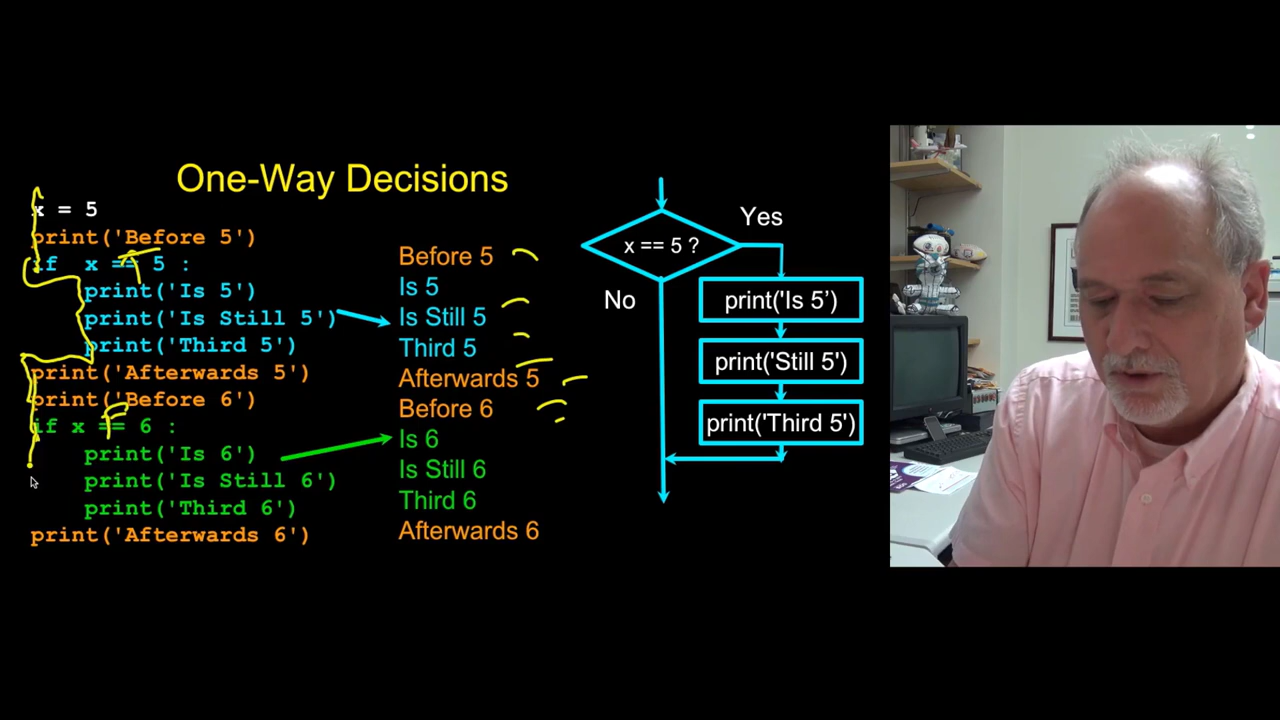 One-Way Decisions
x = 5
print('Before 5')
if  x == 5 :
    print('Is 5')
    print('Is Still 5')
    print('Third 5')
print('Afterwards 5')
print('Before 6')
if x == 6 :
    print('Is 6')
    print('Is Still 6')
    print('Third 6')
print('Afterwards 6')
Before 5
Is 5
Is Still 5
Third 5
Afterwards 5
Before 6
Is 6
Is Still 6
Third 6
Afterwards 6
x == 5 ?
Yes
No
print('Is 5’)
print('Still 5')
print('Third 5')